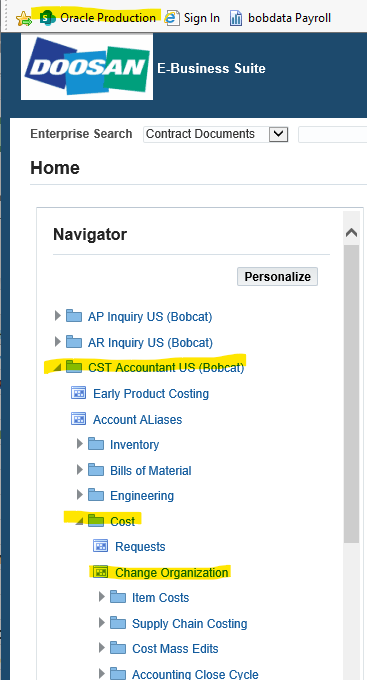 Oracle Production Sign In bobdata Payroll
DOOSAN E-Business Suite
Enterprise Search Contract Documents
Home
Navigator
Personalize
AP Inquiry US (Bobcat)
AR Inquiry US (Bobcat)
CST Accountant US (Bobcat)
Early Product Costing
Account ALiases
Inventory
Bills of Material
Engineering
Cost
Requests
Change Organization
Item Costs
Supply Chain Costing
Cost Mass Edits
Accounting Close Cycle